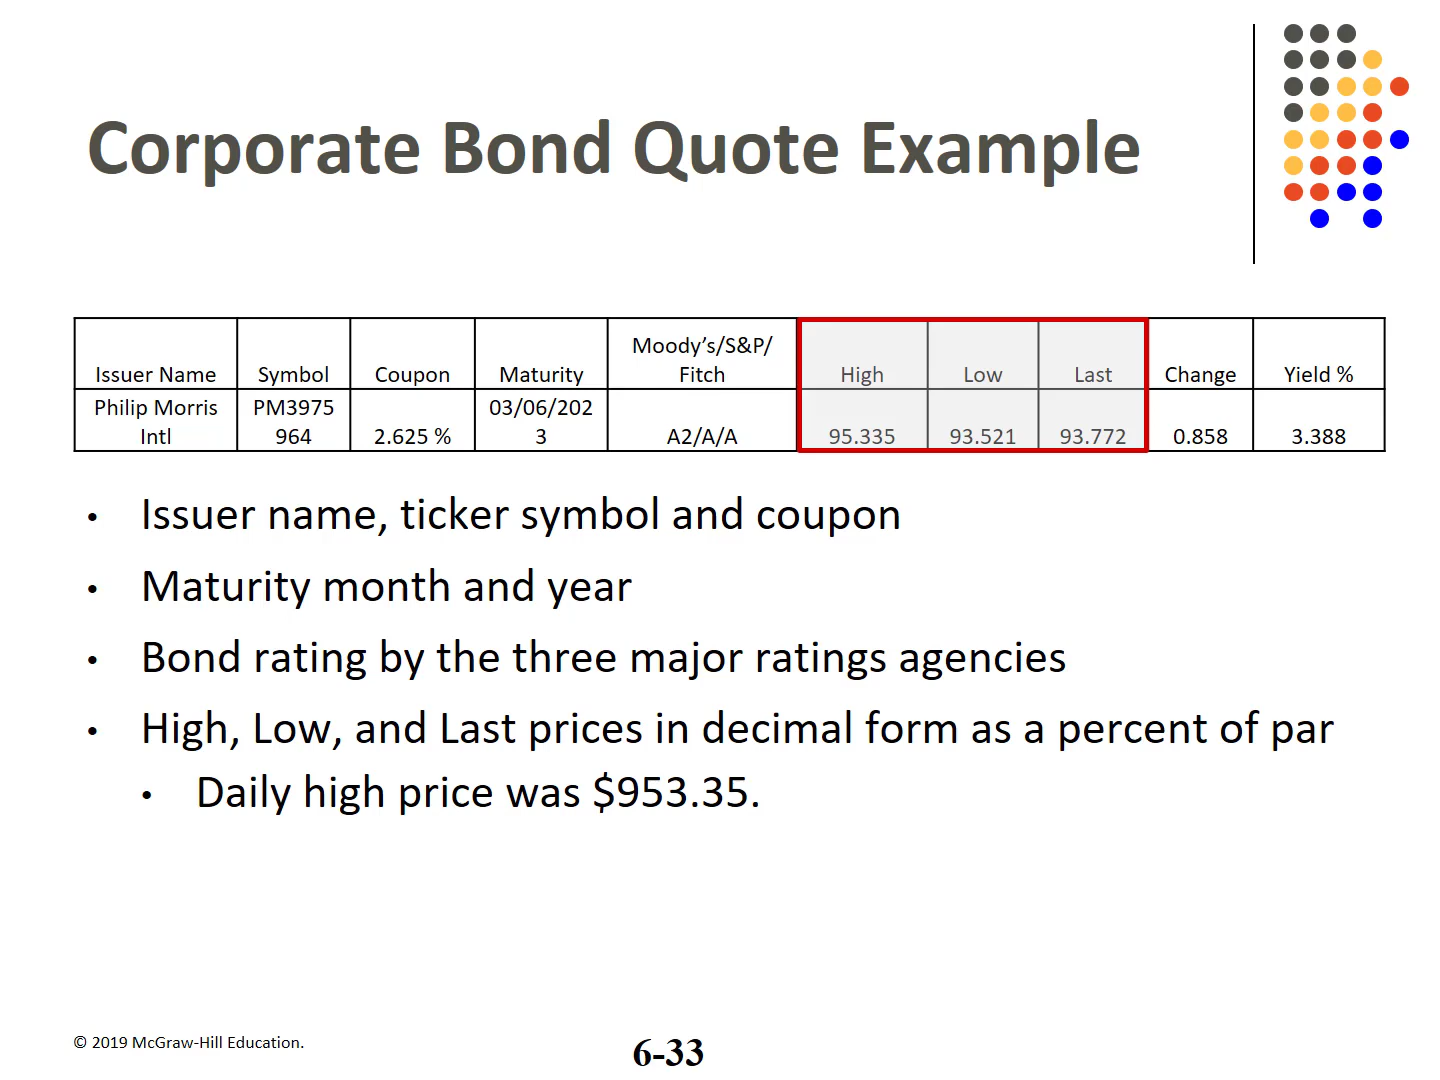 Corporate Bond Quote Example
Moody’s/S&P/
Issuer Name Symbol Coupon Maturity Fitch High Low Last Change Yield %
Philip Morris PM3975 03/06/202
Intl 964 2.625 % 3 A2/A/A 95.335 93.521 93.772 0.858 3.388
• Issuer name, ticker symbol and coupon
• Maturity month and year
• Bond rating by the three major ratings agencies
• High, Low, and Last prices in decimal form as a percent of par
• Daily high price was $953.35.
© 2019 McGraw-Hill Education.
6-33